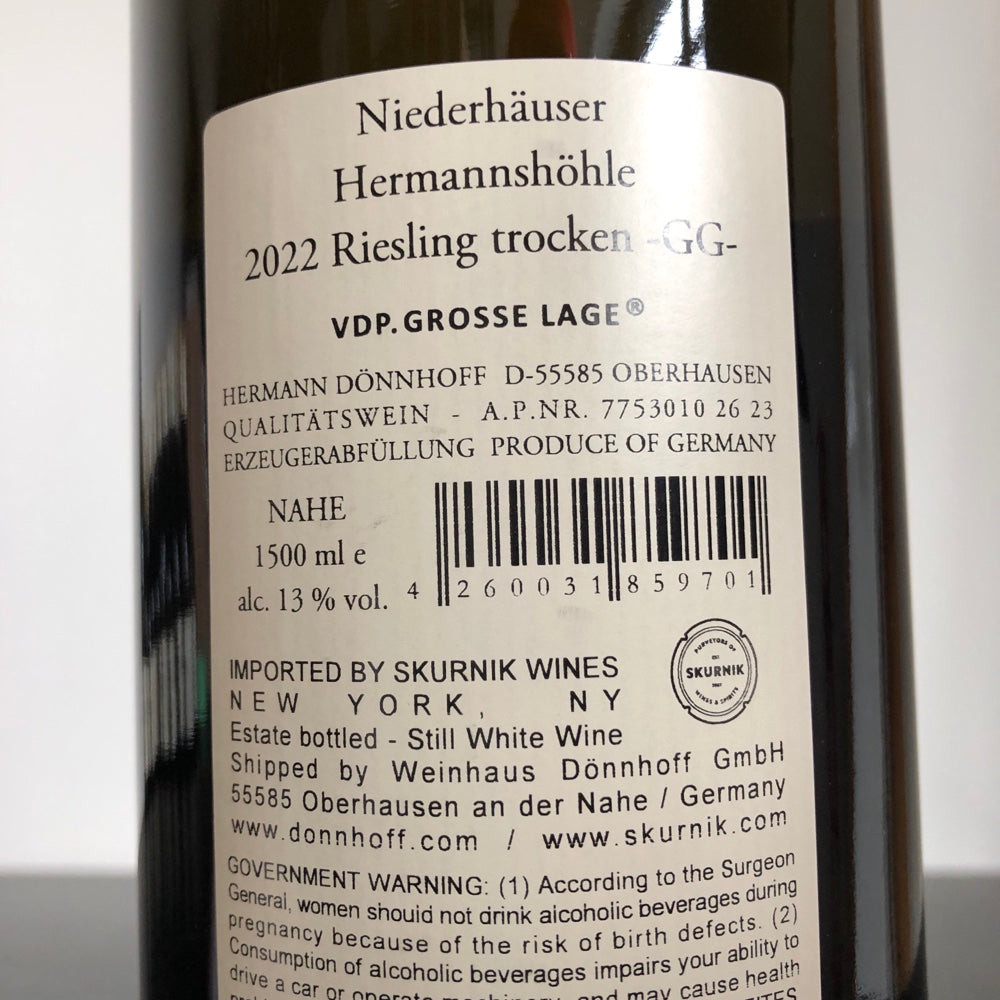 Niederhäuser
Hermannshöhle
2022 Riesling trocken -GG-
VDP.GROSSE LAGE®
HERMANN DÖNNHOFF D-55585 OBERHAUSEN
QUALITÄTSWEIN - A.P.NR. 7753010 26 23
ERZEUGERABFÜLLUNG PRODUCE OF GERMANY
NAHE
1500 ml e
alc. 13 % vol.
4 260031 859701
IMPORTED BY SKURNIK WINES
NEW YORK, NY
PURVEYORS OF
SKURNIK
WINES & SPIRITS
Estate bottled - Still White Wine
Shipped by Weinhaus Dönnhoff GmbH
55585 Oberhausen an der Nahe / Germany
www.donnhoff.com / www.skurnik.com
GOVERNMENT WARNING: (1) According to the Surgeon
General, women should not drink alcoholic beverages during
pregnancy because of the risk of birth defects. (2)
Consumption of alcoholic beverages impairs your ability to
drive a car or operate machinery, and may cause health